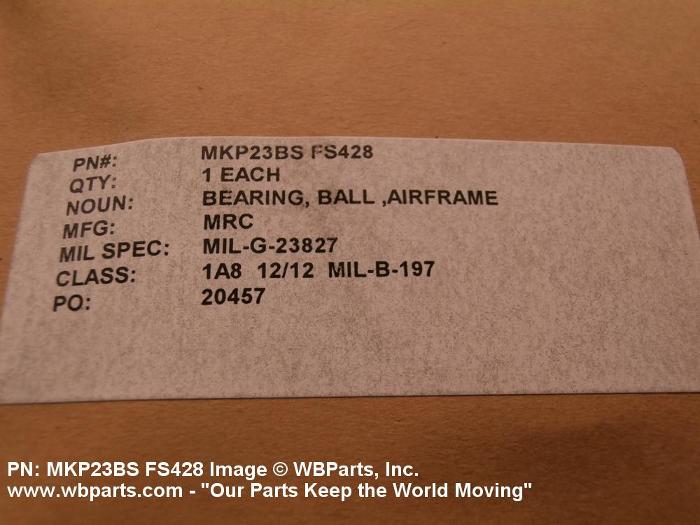 PN#: MKP23BS FS428
QTY: 1 EACH
NOUN: BEARING, BALL ,AIRFRAME
MFG: MRC
MIL SPEC: MIL-G-23827
CLASS: 1A8 12/12 MIL-B-197
PO: 20457
PN: MKP23BS FS428 Image © WBParts, Inc.
www.wbparts.com - "Our Parts Keep the World Moving"